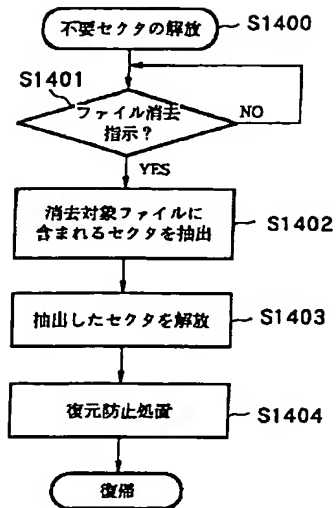 不要セクタの解放
S1400
S1401
ファイル消去
指示?
NO
YES
消去対象ファイルに
含まれるセクタを抽出
S1402
抽出したセクタを解放
S1403
復元防止処置
S1404
復帰